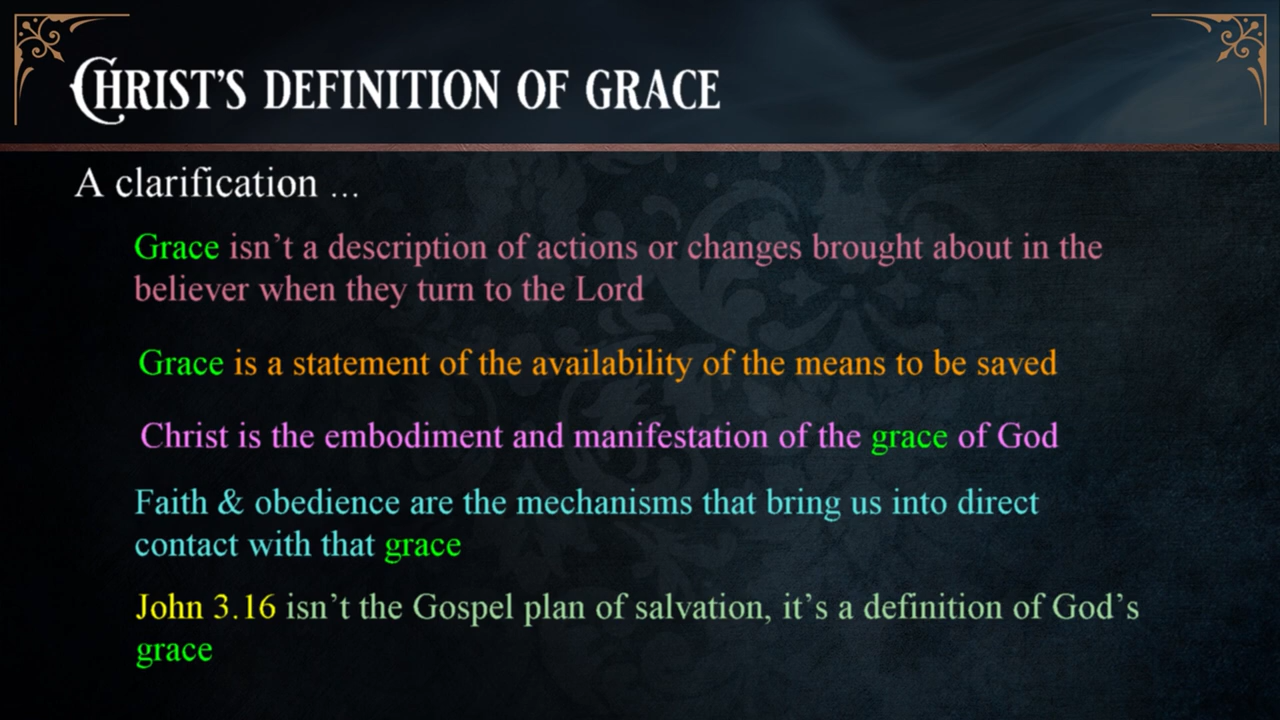 CHRIST'S DEFINITION OF GRACE
A clarification ...
Grace isn't a description of actions or changes brought about in the
believer when they turn to the Lord
Grace is a statement of the availability of the means to be saved
Christ is the embodiment and manifestation of the grace of God
Faith & obedience are the mechanisms that bring us into direct
contact with that grace
John 3.16 isn't the Gospel plan of salvation, it's a definition of God's
grace